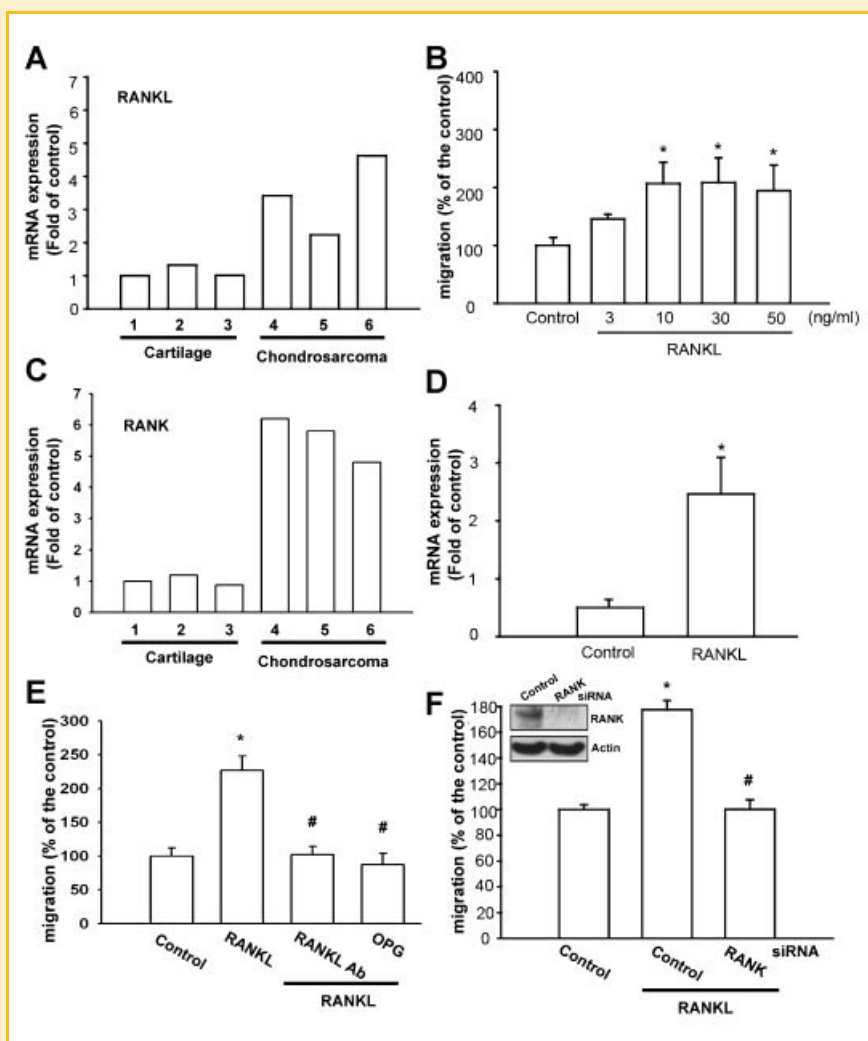 A
RANKL
mRNA expression
(Fold of control)
7
6
5
4
3
2
1
0
1 2 3 4 5 6
Cartilage Chondrosarcoma
B
migration (% of the control)
400
300
200
100
0
* * *
Control 3 10 30 50 (ng/ml)
RANKL
C
RANK
mRNA expression
(Fold of control)
7
6
5
4
3
2
1
0
1 2 3 4 5 6
Cartilage Chondrosarcoma
D
mRNA expression
(Fold of control)
4
3
2
1
0
*
Control RANKL
E
migration (% of the control)
300
250
200
150
100
50
0
* # #
Control RANKL RANKL Ab OPG
RANKL
F
migration (% of the control)
180
160
140
120
100
80
60
40
20
0
Control RANK siRNA
RANK
Actin
* #
Control Control RANK siRNA
RANKL